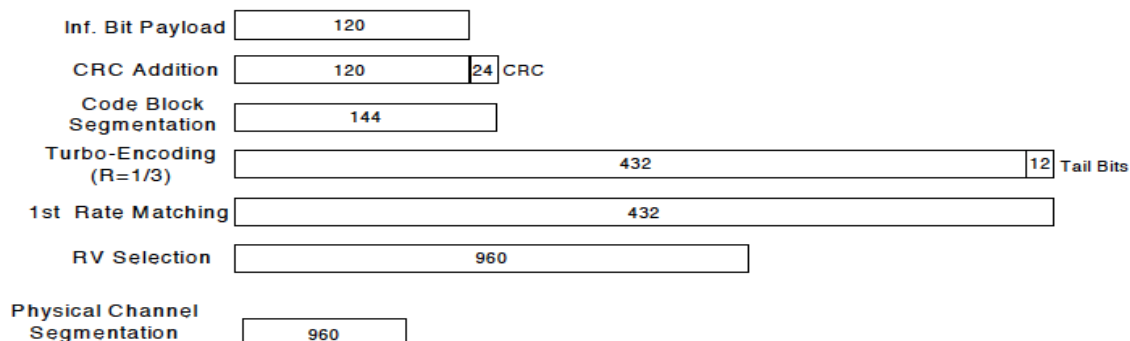 Inf. Bit Payload 120
CRC Addition 120 24 CRC
Code Block
Segmentation 144
Turbo-Encoding
(R=1/3) 432 12 Tail Bits
1st Rate Matching 432
RV Selection 960
Physical Channel
Segmentation 960